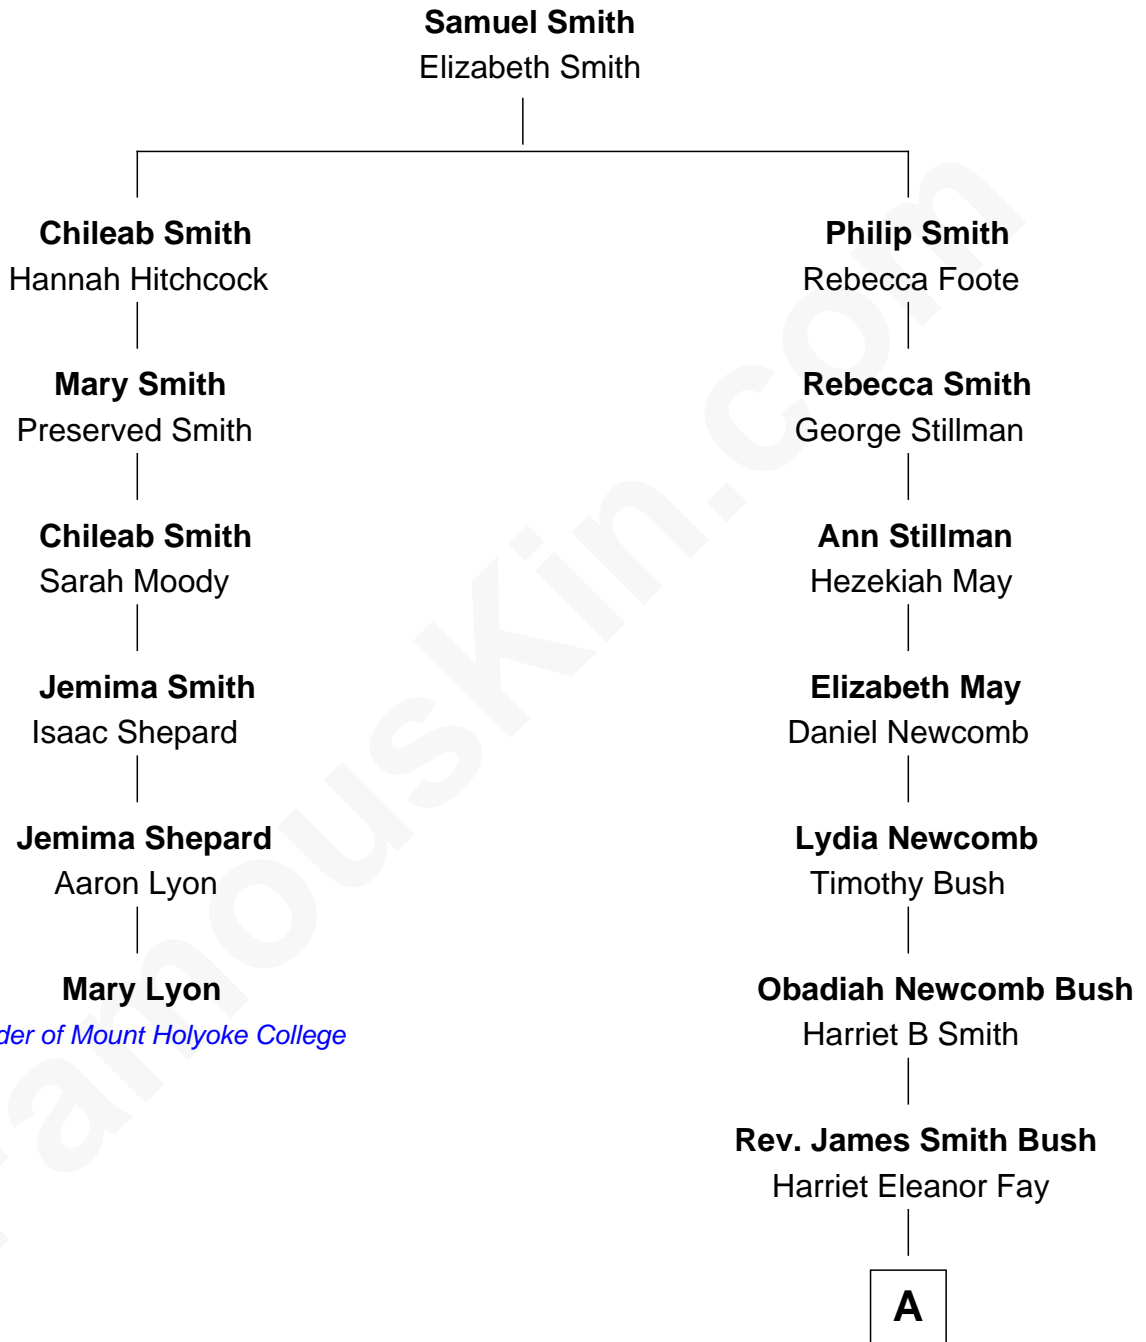 Samuel Smith
Elizabeth Smith
Chileab Smith
Hannah Hitchcock
Philip Smith
Rebecca Foote
Mary Smith
Preserved Smith
Rebecca Smith
George Stillman
Chileab Smith
Sarah Moody
Ann Stillman
Hezekiah May
Jemima Smith
Isaac Shepard
Elizabeth May
Daniel Newcomb
Jemima Shepard
Aaron Lyon
Lydia Newcomb
Timothy Bush
Mary Lyon
der of Mount Holyoke College
Obadiah Newcomb Bush
Harriet B Smith
Rev. James Smith Bush
Harriet Eleanor Fay
A
FamousKin.com